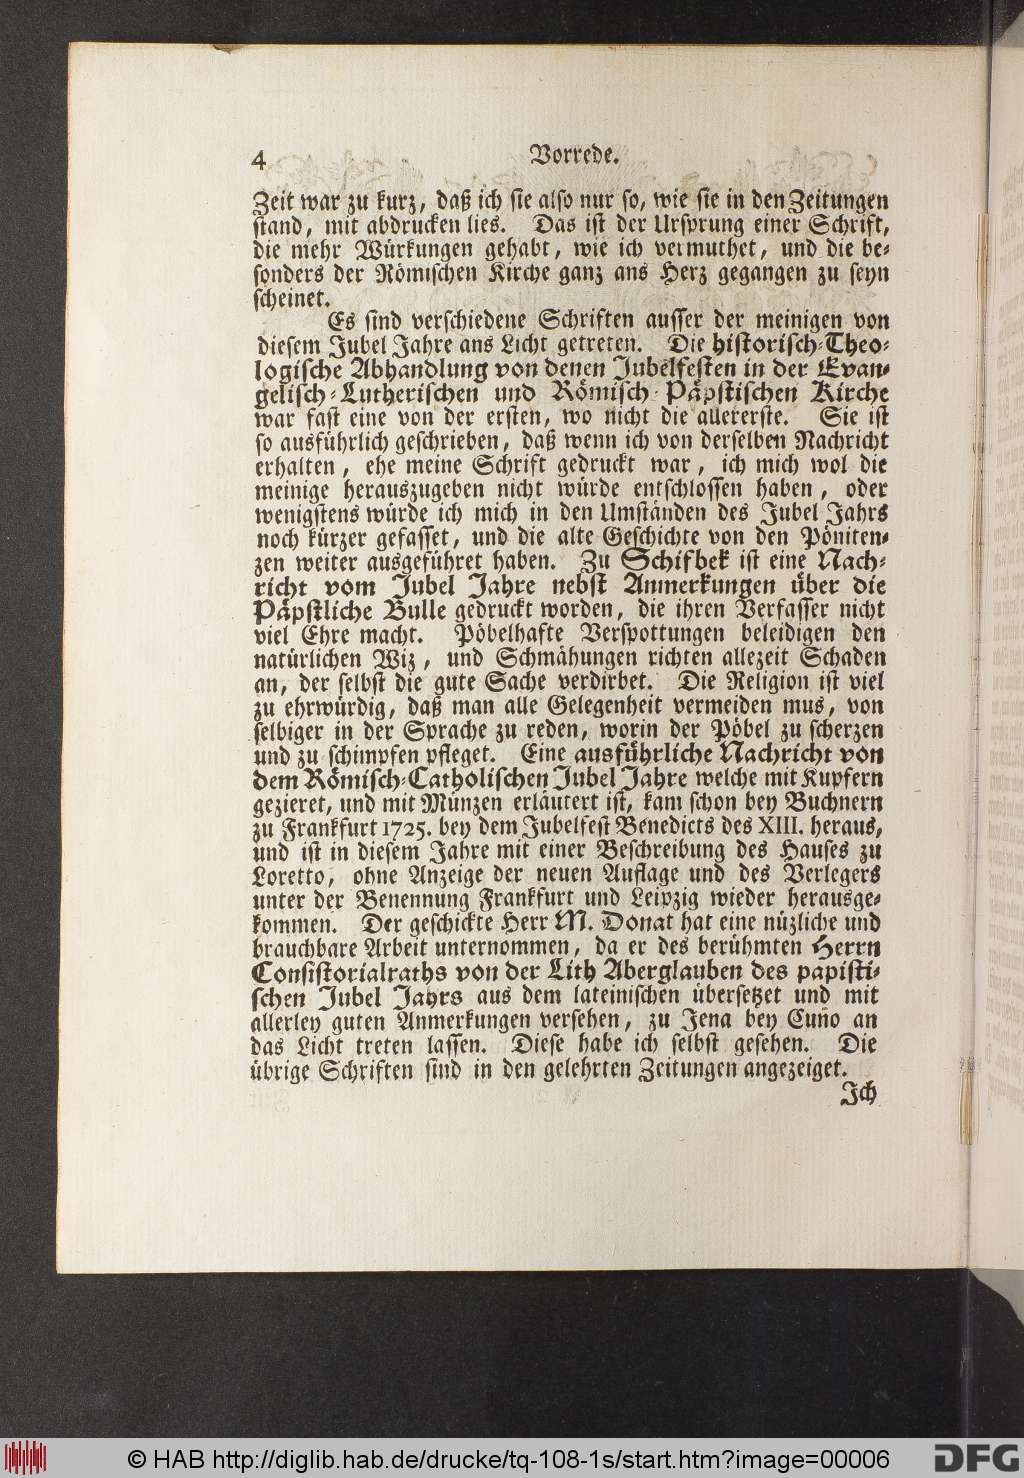 4 Vorrede.
Zeit war zu kurz, daß ich sie also nur so, wie sie in den Zeitungen
stand, mit abdrucken lies. Das ist der Ursprung einer Schrift,
die mehr Würkungen gehabt, wie ich vermuthet, und die be-
sonders der Römischen Kirche ganz ans Herz gegangen zu seyn
scheinet.
Es sind verschiedene Schriften ausser der meinigen von
diesem Jubel Jahre ans Licht getreten. Die historisch-Theo-
logische Abhandlung von denen Jubelfesten in der Evan-
gelisch-Lutherischen und Römisch-Päpstischen Kirche
war fast eine von der ersten, wo nicht die allererste. Sie ist
so ausführlich geschrieben, daß wenn ich von derselben Nachricht
erhalten, ehe meine Schrift gedruckt war, ich mich wol die
meinige herauszugeben nicht würde entschlossen haben, oder
wenigstens würde ich mich in den Umständen des Jubel Jahrs
noch kürzer gefasset, und die alte Geschichte von den Pöniten-
zen weiter ausgeführet haben. Zu Schifbek ist eine Nach-
richt vom Jubel Jahre nebst Anmerkungen über die
Päpstliche Bulle gedruckt worden, die ihren Verfasser nicht
viel Ehre macht. Pöbelhafte Verspottungen beleidigen den
natürlichen Wiz, und Schmähungen richten allezeit Schaden
an, der selbst die gute Sache verdirbet. Die Religion ist viel
zu ehrwürdig, daß man alle Gelegenheit vermeiden mus, von
selbiger in der Sprache zu reden, worin der Pöbel zu scherzen
und zu schimpfen pfleget. Eine ausführliche Nachricht von
dem Römisch-Catholischen Jubel Jahre welche mit Kupfern
gezieret, und mit Münzen erläutert ist, kam schon bey Buchnern
zu Frankfurt 1725. bey dem Jubelfest Benedicts des XIII. heraus,
und ist in diesem Jahre mit einer Beschreibung des Hauses zu
Loretto, ohne Anzeige der neuen Auflage und des Verlegers
unter der Benennung Frankfurt und Leipzig wieder herausge-
kommen. Der geschickte Herr M. Donat hat eine nüzliche und
brauchbare Arbeit unternommen, da er des berühmten Herrn
Consistorialraths von der Lith Aberglauben des papisti-
schen Jubel Jahrs aus dem lateinischen übersetzet und mit
allerley guten Anmerkungen versehen, zu Jena bey Cuño an
das Licht treten lassen. Diese habe ich selbst gesehen. Die
übrige Schriften sind in den gelehrten Zeitungen angezeiget.
Ich
© HAB http://diglib.hab.de/drucke/tq-108-1s/start.htm?image=00006
DFG